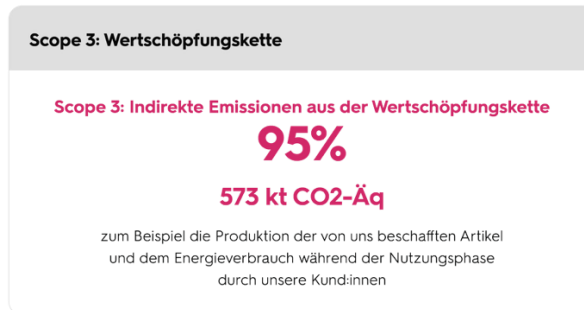 Scope 3: Wertschöpfungskette
Scope 3: Indirekte Emissionen aus der Wertschöpfungskette
95%
573 kt CO2-Äq
zum Beispiel die Produktion der von uns beschafften Artikel
und dem Energieverbrauch während der Nutzungsphase
durch unsere Kund:innen